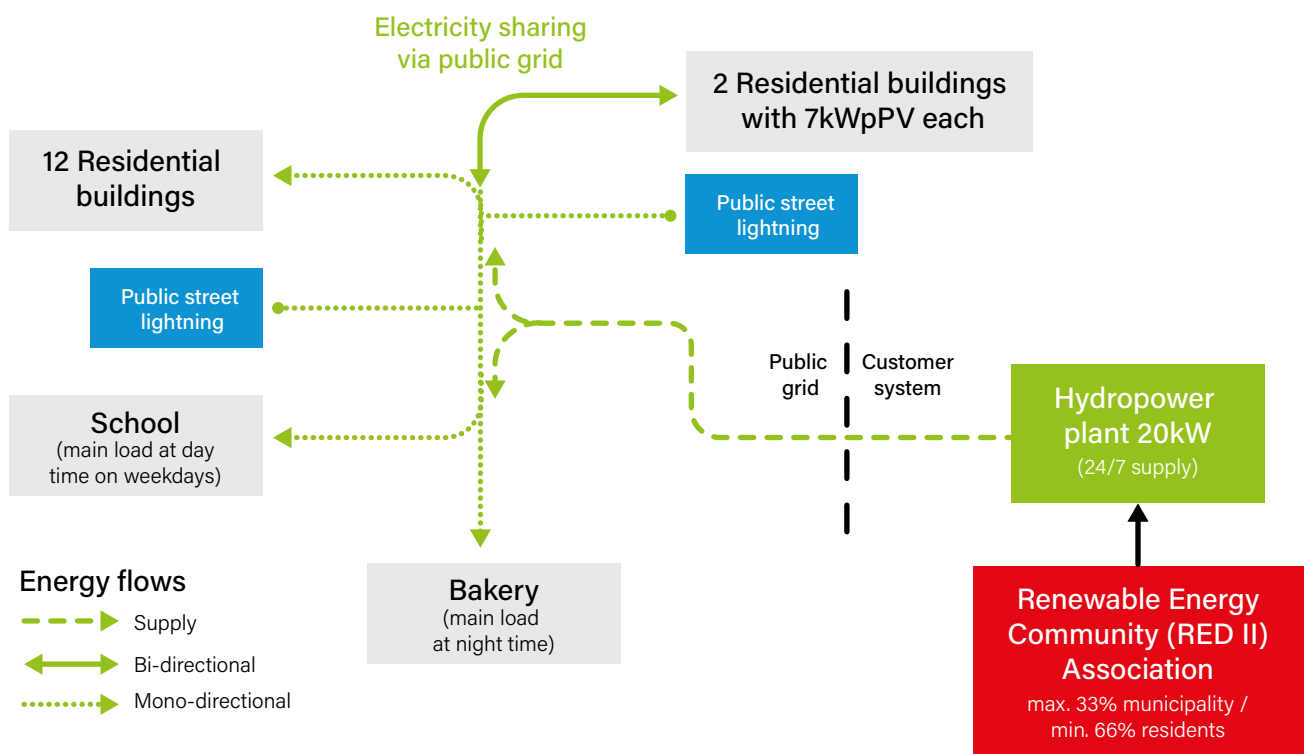 Electricity sharing
via public grid
2 Residential buildings
with 7kWpPV each
12 Residential
buildings
Public street
lightning
Public street
lightning
Public
grid
Customer
system
School
(main load at day
time on weekdays)
Hydropower
plant 20kW
(24/7 supply)
Bakery
(main load
at night time)
Energy flows
Supply
Bi-directional
Mono-directional
Renewable Energy
Community (RED II)
Association
max. 33% municipality /
min. 66% residents